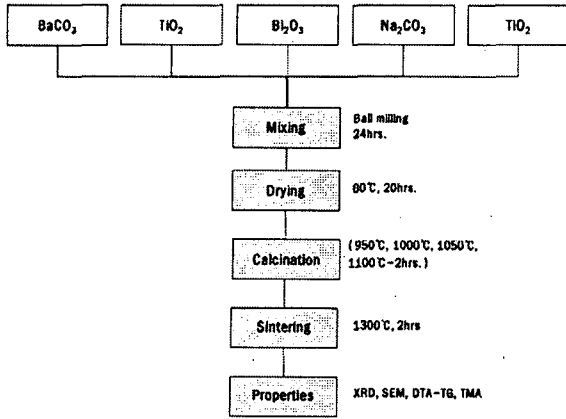 BaCO₃ TiO₂ Bi₂O₃ Na₂CO₃ TiO₂
Mixing
Ball milling
24hrs.
Drying
80℃, 20hrs.
Calcination
(950℃, 1000℃, 1050℃,
1100℃-2hrs.)
Sintering
1300℃, 2hrs
Properties
XRD, SEM, DTA-TG, TMA